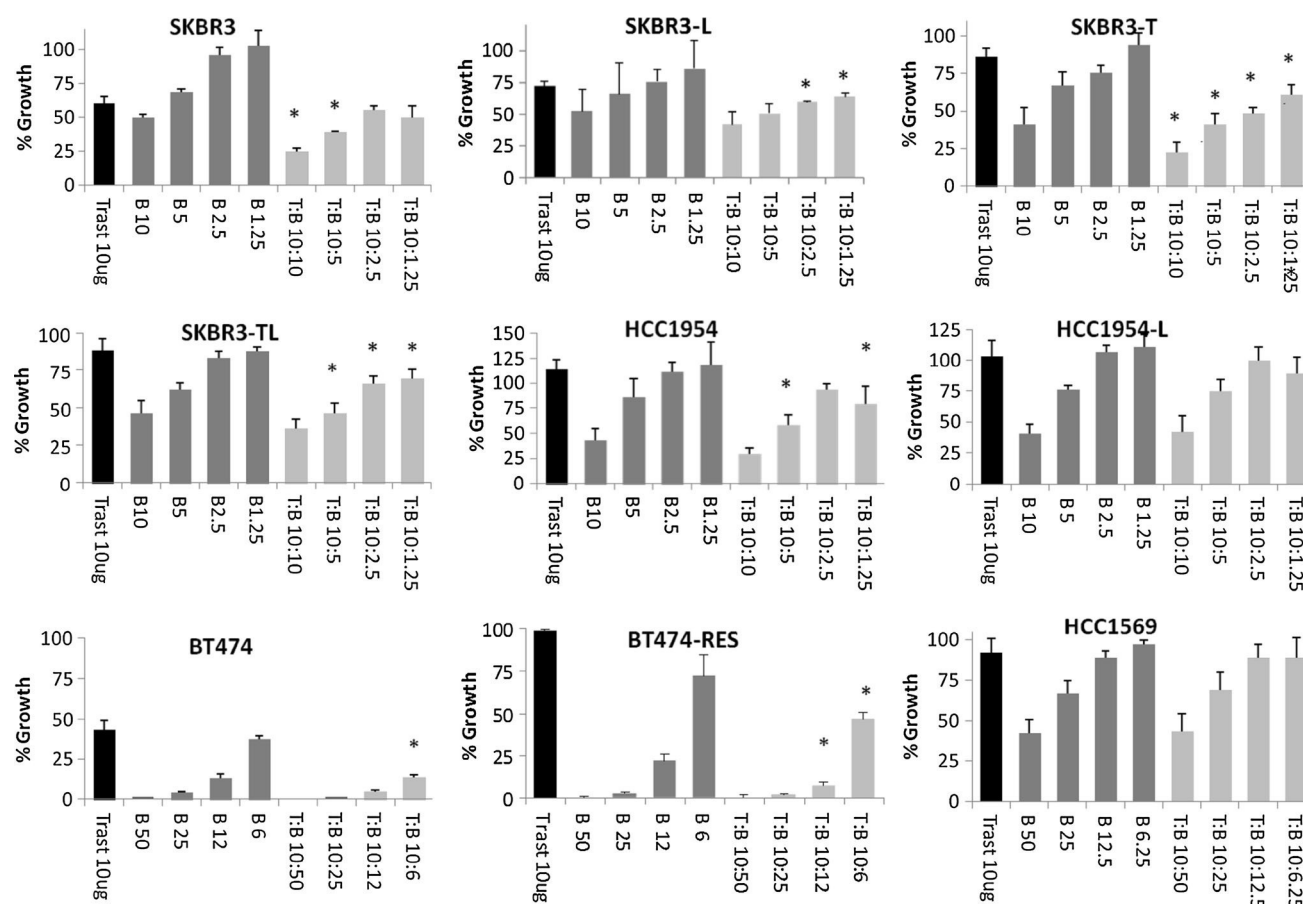 SKBR3
% Growth
100
75
50
25
0
* *
Trast 10ug
B 10
B 5
B 2.5
B 1.25
T:B 10:10
T:B 10:5
T:B 10:2.5
T:B 10:1.25
SKBR3-L
% Growth
100
75
50
25
0
* *
Trast 10ug
B 10
B 5
B 2.5
B 1.25
T:B 10:10
T:B 10:5
T:B 10:2.5
T:B 10:1.25
SKBR3-T
% Growth
100
75
50
25
0
* * * *
Trast 10ug
B 10
B 5
B 2.5
B 1.25
T:B 10:10
T:B 10:5
T:B 10:2.5
T:B 10:1.25
*
SKBR3-TL
% Growth
100
75
50
25
0
* * *
Trast 10ug
B10
B5
B2.5
B1.25
T:B 10:10
T:B 10:5
T:B 10:2.5
T:B 10:1.25
HCC1954
% Growth
150
125
100
75
50
25
0
* *
Trast 10ug
B10
B5
B2.5
B1.25
T:B 10:10
T:B 10:5
T:B 10:2.5
T:B 10:1.25
HCC1954-L
% Growth
125
100
75
50
25
0
Trast 10ug
B 10
B 5
B 2.5
B 1.25
T:B 10:10
T:B 10:5
T:B 10:2.5
T:B 10:1.25
BT474
% Growth
100
75
50
25
0
*
Trast 10ug
B 50
B 25
B 12
B 6
T:B 10:50
T:B 10:25
T:B 10:12
T:B 10:6
BT474-RES
% Growth
100
75
50
25
0
* *
Trast 10ug
B 50
B 25
B 12
B 6
T:B 10:50
T:B 10:25
T:B 10:12
T:B 10:6
HCC1569
% Growth
100
75
50
25
0
Trast 10ug
B 50
B 25
B 12.5
B 6.25
T:B 10:50
T:B 10:25
T:B 10:12.5
T:B 10:6.25